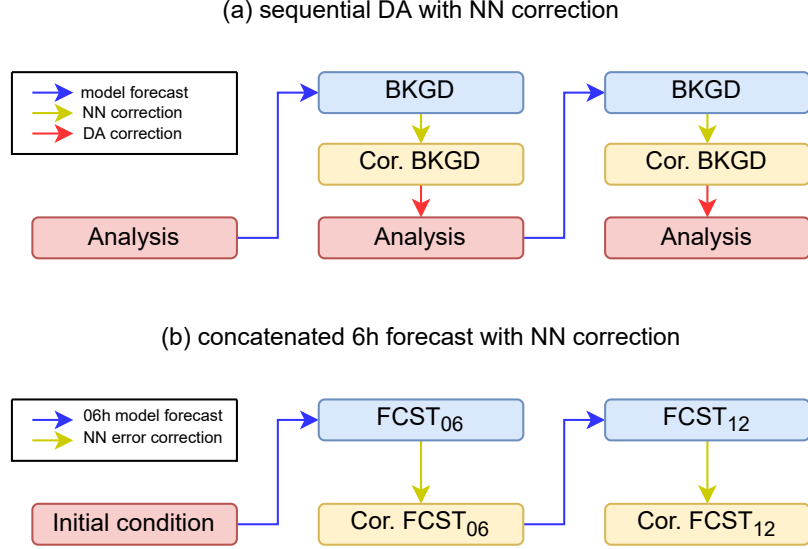 (a) sequential DA with NN correction
model forecast
NN correction
DA correction
BKGD
BKGD
Cor. BKGD
Cor. BKGD
Analysis
Analysis
Analysis
(b) concatenated 6h forecast with NN correction
06h model forecast
NN error correction
FCST₀₆
FCST₁₂
Initial condition
Cor. FCST₀₆
Cor. FCST₁₂